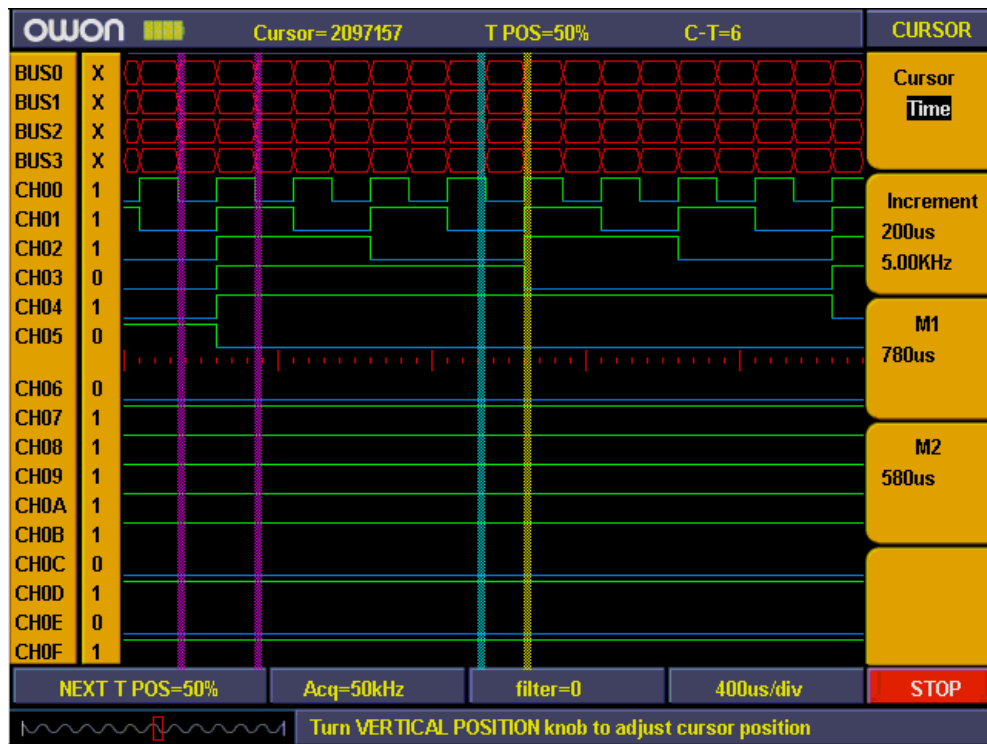 OWON Cursor=2097157 T POS=50% C-T=6 CURSOR
BUS0 X
BUS1 X
BUS2 X
BUS3 X
CH00 1
CH01 1
CH02 1
CH03 0
CH04 1
CH05 0
CH06 0
CH07 1
CH08 1
CH09 1
CH0A 1
CH0B 1
CH0C 0
CH0D 1
CH0E 0
CH0F 1
Cursor
Time
Increment
200us
5.00KHz
M1
780us
M2
580us
NEXT T POS=50% Acq=50kHz filter=0 400us/div STOP
Turn VERTICAL POSITION knob to adjust cursor position